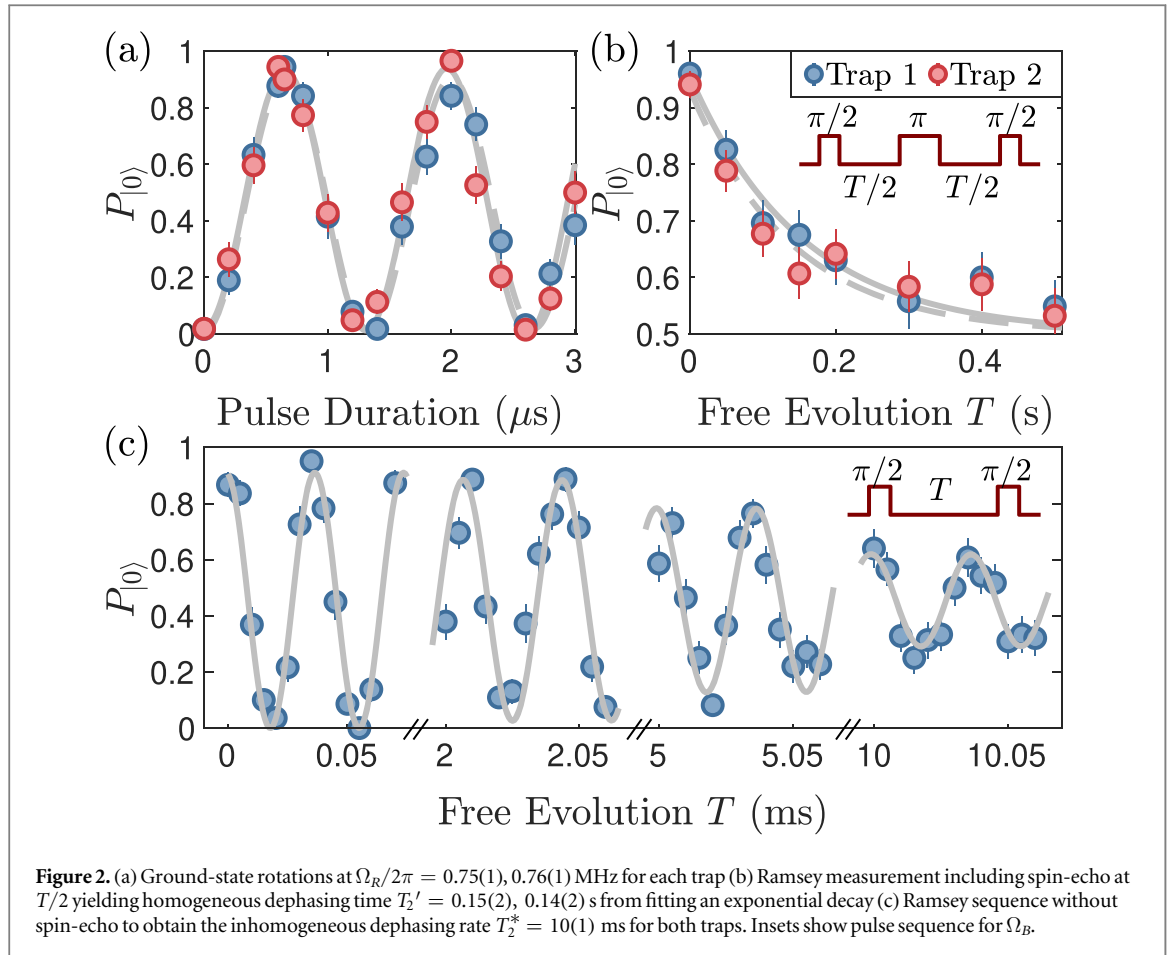 (a)
1
0.8
0.6
0.4
0.2
0
P|0⟩
0 1 2 3
Pulse Duration (μs)
(b)
1
0.9
0.8
0.7
0.6
0.5
P|0⟩
Trap 1 Trap 2
π/2 π π/2
T/2 T/2
0 0.2 0.4
Free Evolution T (s)
(c)
1
0.8
0.6
0.4
0.2
0
P|0⟩
π/2 T π/2
0 0.05 2 2.05 5 5.05 10 10.05
Free Evolution T (ms)
Figure 2. (a) Ground-state rotations at Ω_R/2π = 0.75(1), 0.76(1) MHz for each trap (b) Ramsey measurement including spin-echo at
T/2 yielding homogeneous dephasing time T₂′ = 0.15(2), 0.14(2) s from fitting an exponential decay (c) Ramsey sequence without
spin-echo to obtain the inhomogeneous dephasing rate T₂* = 10(1) ms for both traps. Insets show pulse sequence for Ω_B.